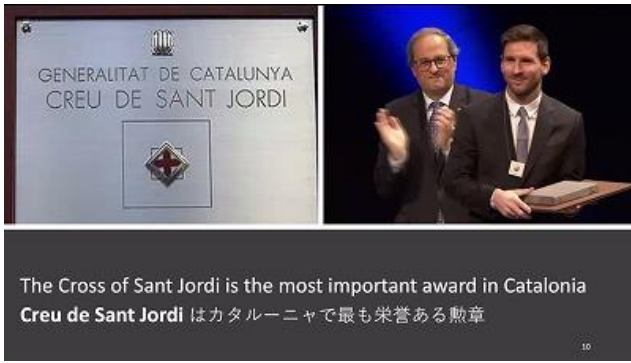 GENERALITAT DE CATALUNYA
CREU DE SANT JORDI
The Cross of Sant Jordi is the most important award in Catalonia
Creu de Sant Jordi はカタルーニャで最も栄誉ある勲章
10